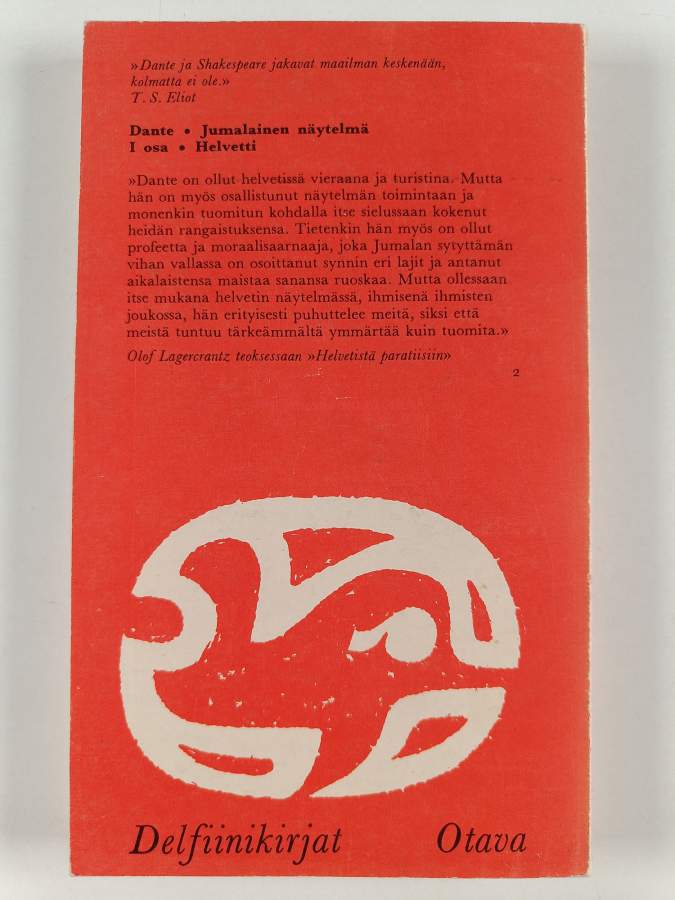 »Dante ja Shakespeare jakavat maailman keskenään,
kolmatta ei ole.»
T. S. Eliot
Dante • Jumalainen näytelmä
I osa • Helvetti
»Dante on ollut helvetissä vieraana ja turistina. Mutta
hän on myös osallistunut näytelmän toimintaan ja
monenkin tuomitun kohdalla itse sielussaan kokenut
heidän rangaistuksensa. Tietenkin hän myös on ollut
profeetta ja moraalisaarnaaja, joka Jumalan sytyttämän
vihan vallassa on osoittanut synnin eri lajit ja antanut
aikalaistensa maistaa sanansa ruoskaa. Mutta ollessaan
itse mukana helvetin näytelmässä, ihmisenä ihmisten
joukossa, hän erityisesti puhuttelee meitä, siksi että
meistä tuntuu tärkeämmältä ymmärtää kuin tuomita.»
Olof Lagercrantz teoksessaan »Helvetistä paratiisiin»
2
Delfiinikirjat Otava